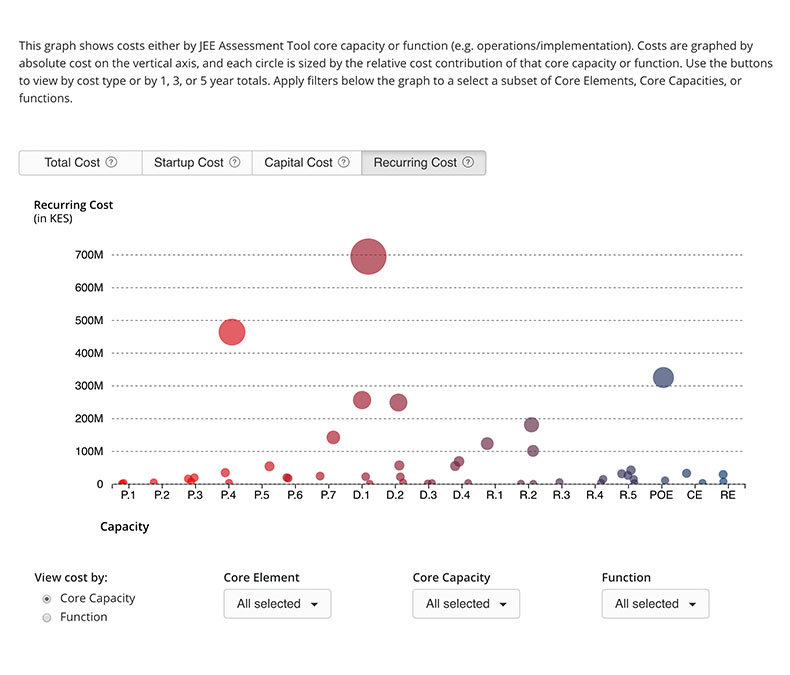 This graph shows costs either by JEE Assessment Tool core capacity or function (e.g. operations/implementation). Costs are graphed by
absolute cost on the vertical axis, and each circle is sized by the relative cost contribution of that core capacity or function. Use the buttons
to view by cost type or by 1, 3, or 5 year totals. Apply filters below the graph to a select a subset of Core Elements, Core Capacities, or
functions.
Total Cost ? Startup Cost ? Capital Cost ? Recurring Cost ?
Recurring Cost
(in KES)
700M
600M
500M
400M
300M
200M
100M
0
P.1 P.2 P.3 P.4 P.5 P.6 P.7 D.1 D.2 D.3 D.4 R.1 R.2 R.3 R.4 R.5 POE CE RE
Capacity
View cost by: Core Element Core Capacity Function
Core Capacity All selected All selected All selected
Function